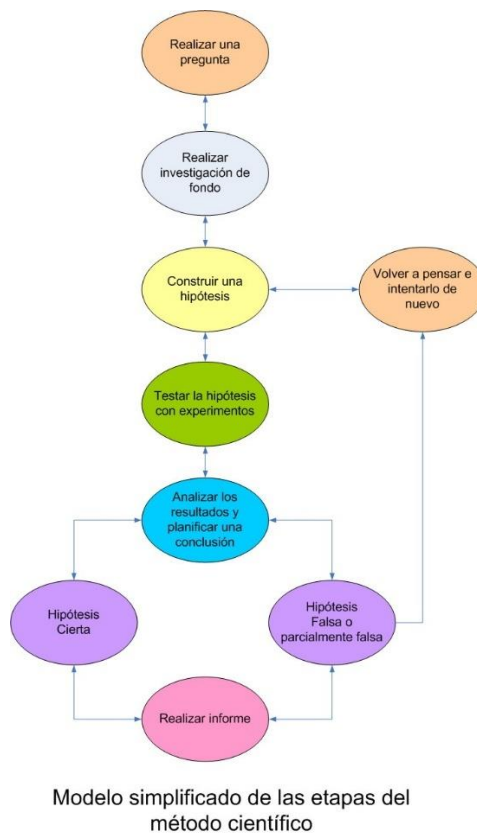 Realizar una
pregunta
Realizar
investigación de
fondo
Construir una
hipótesis
Volver a pensar e
intentarlo de
nuevo
Testar la hipótesis
con experimentos
Analizar los
resultados y
planificar una
conclusión
Hipótesis
Cierta
Hipótesis
Falsa o
parcialmente falsa
Realizar informe
Modelo simplificado de las etapas del
método científico